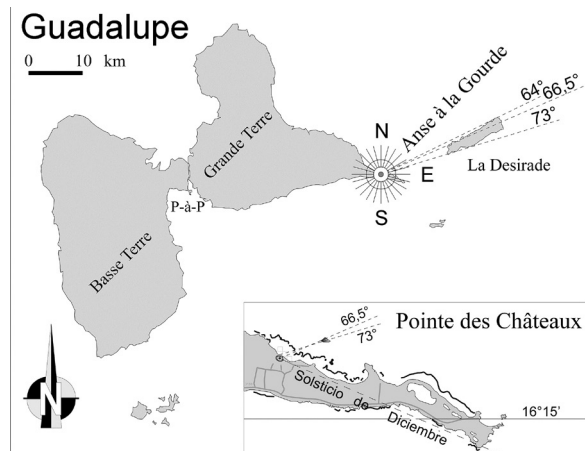 Guadalupe
0 10 km
Grande Terre
Anse à la Gourde
64°
66,5°
73°
N
E
S
La Desirade
P-à-P
Basse Terre
N
Pointe des Châteaux
66,5°
73°
Solsticio de Diciembre
16°15'